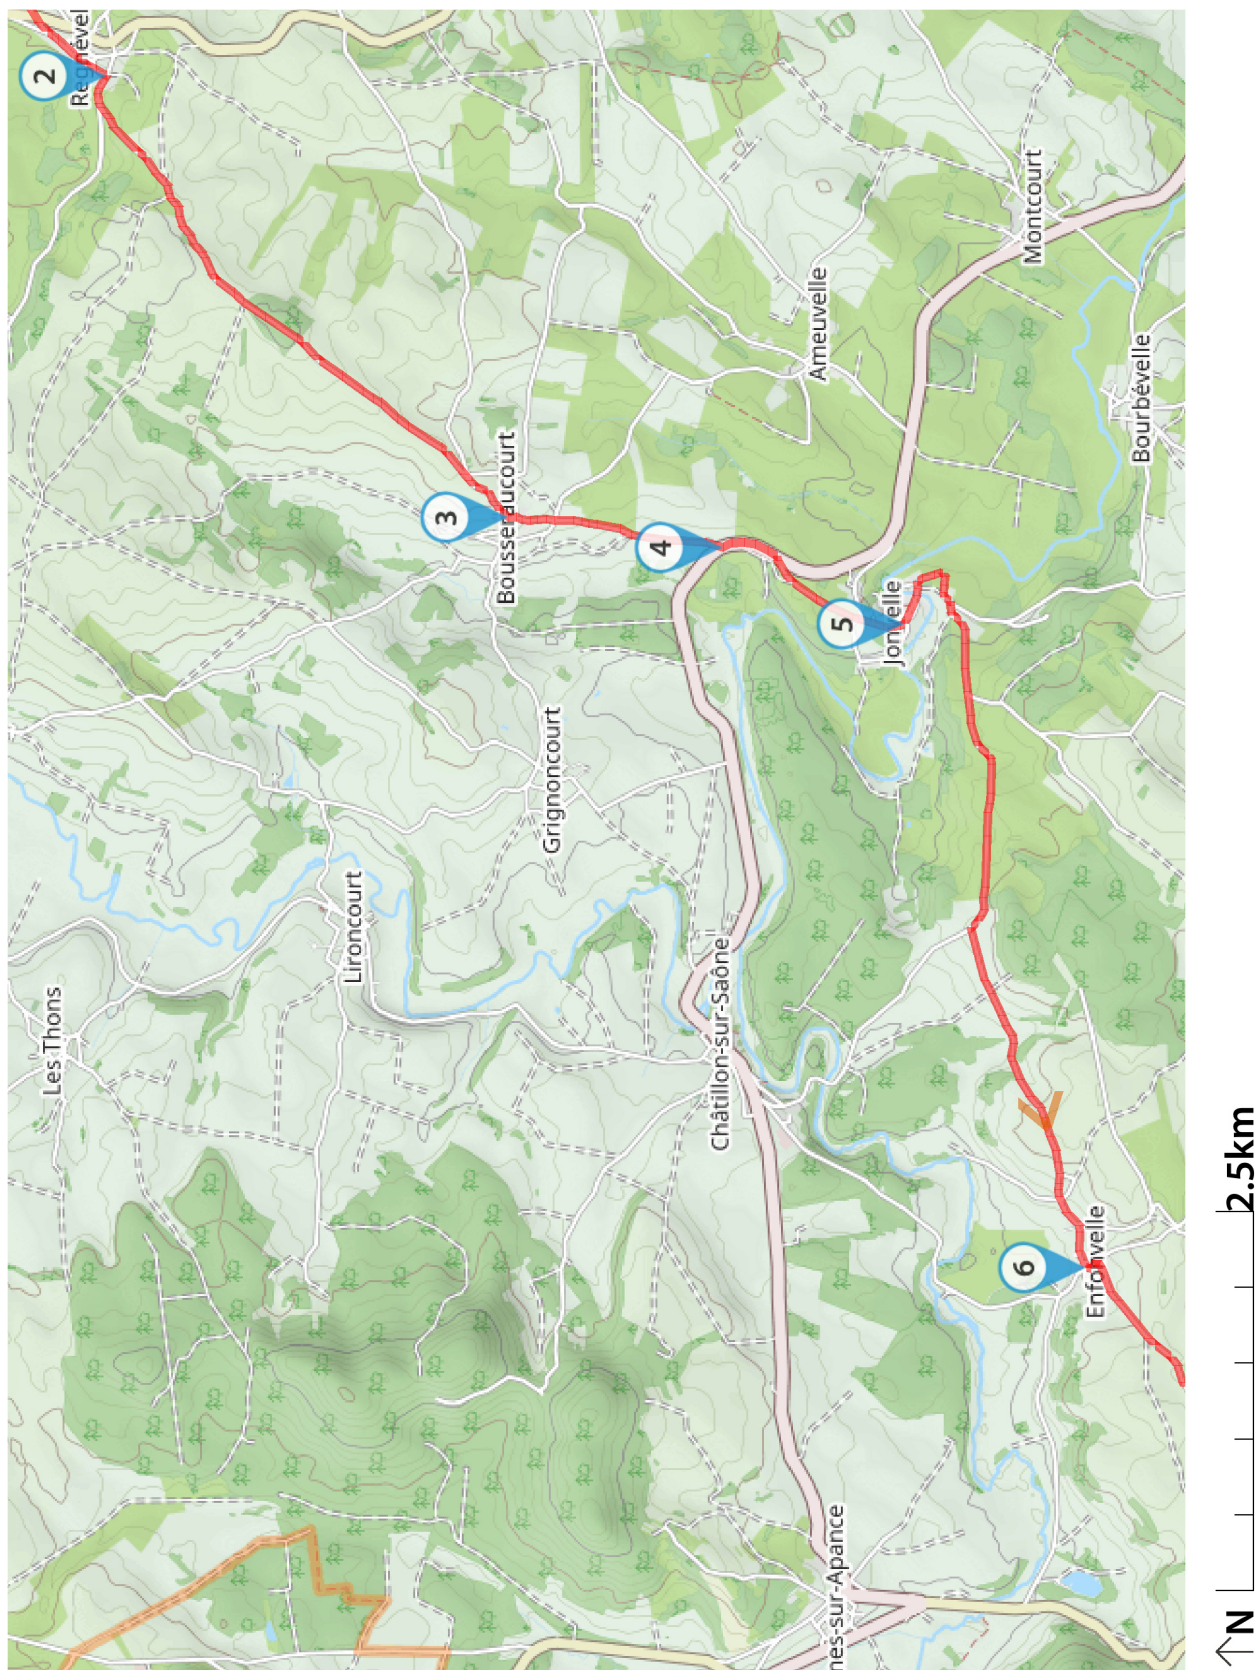 2
Les Thons
Regnével
Lironcourt
3
Bousseraucourt
Grignoncourt
4
Châtillon-sur-Saône
Ameuvelle
nes-sur-Apance
5
Jonvelle
6
Montcourt
Enfonvelle
Bourbévelle
N
2.5km